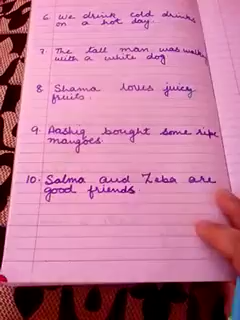 6. We drink cold drinks
on a hot day.
7. The tall man was walking
with a white dog
8 Shama loves juicy
fruits.
9. Aashiq bought some ripe
mangoes.
10. Salma and Zeba are
good friends.